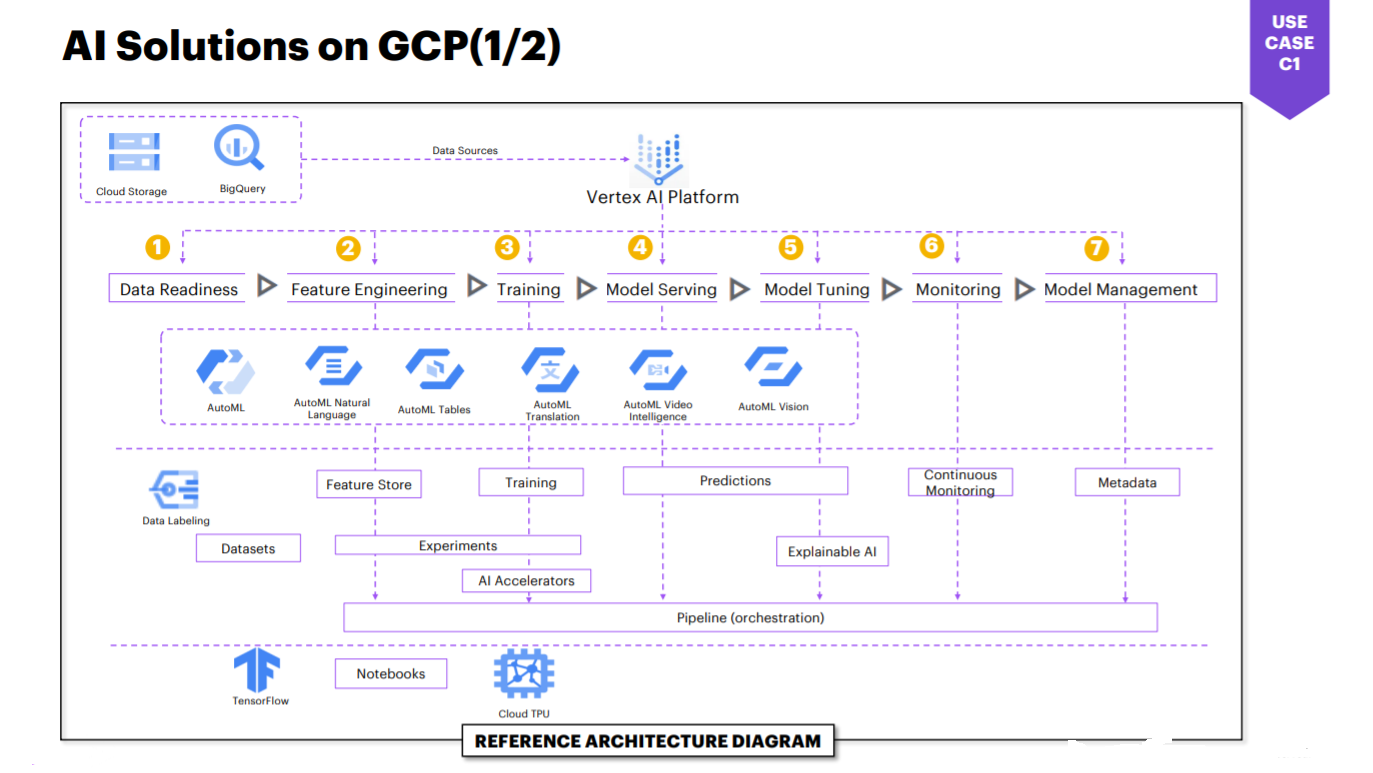 AI Solutions on GCP(1/2)
USE
CASE
C1
Cloud Storage
BigQuery
Data Sources
Vertex AI Platform
1
2
3
4
5
6
7
Data Readiness
Feature Engineering
Training
Model Serving
Model Tuning
Monitoring
Model Management
AutoML
AutoML Natural
Language
AutoML Tables
AutoML
Translation
AutoML Video
Intelligence
AutoML Vision
Data Labeling
Feature Store
Training
Predictions
Continuous
Monitoring
Metadata
Datasets
Experiments
Explainable AI
AI Accelerators
Pipeline (orchestration)
TensorFlow
Notebooks
Cloud TPU
REFERENCE ARCHITECTURE DIAGRAM